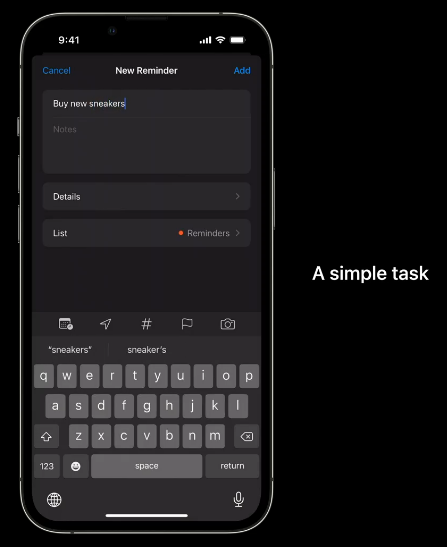 9:41
Cancel New Reminder Add
Buy new sneakers
Notes
Details
List Reminders
A simple task
“sneakers” sneaker's
q w e r t y u i o p
a s d f g h j k l
z x c v b n m
123 space return